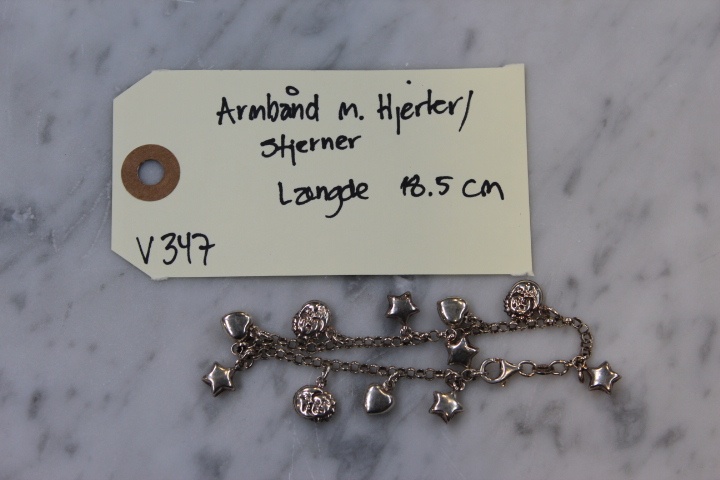 Armbånd m. Hjerter/
stjerner
Længde 18.5 cm
V347